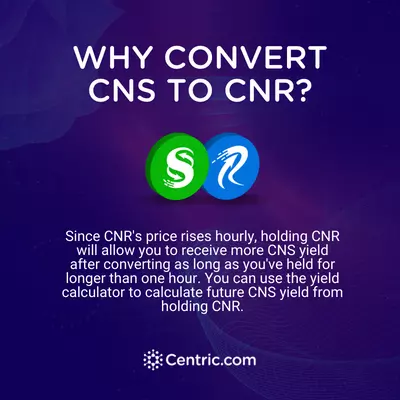 WHY CONVERT
CNS TO CNR?
S R
Since CNR's price rises hourly, holding CNR
will allow you to receive more CNS yield
after converting as long as you've held for
longer than one hour. You can use the yield
calculator to calculate future CNS yield from
holding CNR.
Centric.com